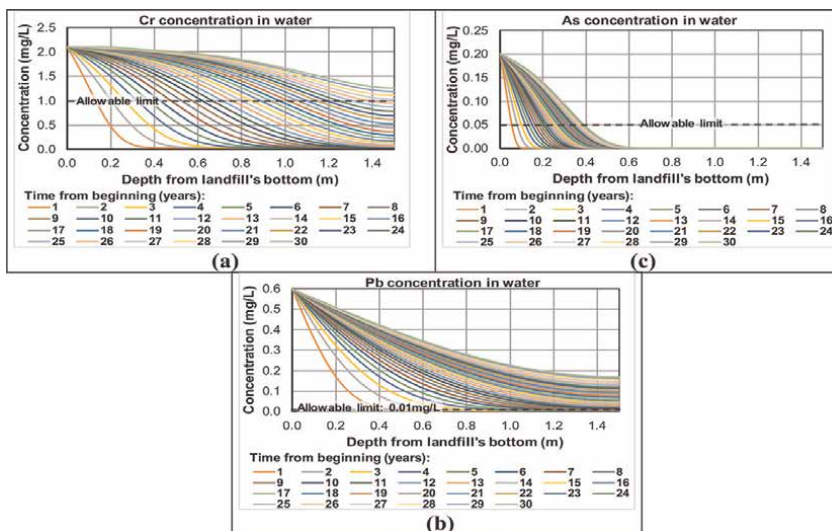 Cr concentration in water
Concentration (mg/L)
2.5
2.0
1.5
1.0
0.5
0.0
Allowable limit
0.0 0.2 0.4 0.6 0.8 1.0 1.2 1.4
Depth from landfill's bottom (m)
Time from beginning (years):
1 2 3 4 5 6 7 8
9 10 11 12 13 14 15 16
17 18 19 20 21 22 23 24
25 26 27 28 29 30
(a)
As concentration in water
Concentration (mg/L)
0.25
0.20
0.15
0.10
0.05
0.00
Allowable limit
0.0 0.2 0.4 0.6 0.8 1.0 1.2 1.4
Depth from landfill's bottom (m)
Time from beginning (years):
1 2 3 4 5 6 7 8
9 10 11 12 13 14 15 16
17 18 19 20 21 22 23 24
25 26 27 28 29 30
(c)
Pb concentration in water
Concentration (mg/L)
0.6
0.5
0.4
0.3
0.2
0.1
0.0
Allowable limit: 0.01mg/L
0.0 0.2 0.4 0.6 0.8 1.0 1.2 1.4
Depth from landfill's bottom (m)
Time from beginning (years):
1 2 3 4 5 6 7 8
9 10 11 12 13 14 15 16
17 18 19 20 21 22 23 24
25 26 27 28 29 30
(b)